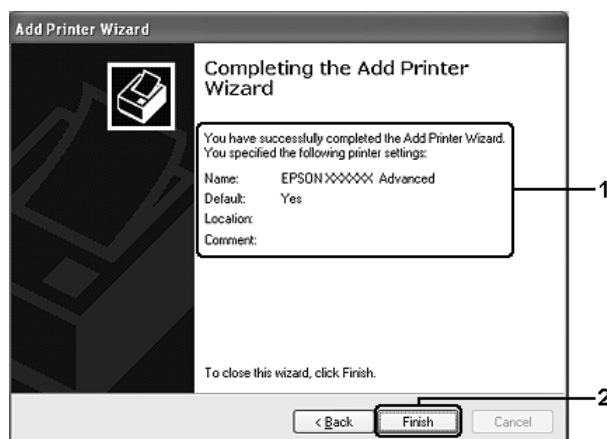 Add Printer Wizard
Completing the Add Printer
Wizard
You have successfully completed the Add Printer Wizard.
You specified the following printer settings:
Name: EPSON XXXXXX Advanced
Default: Yes
Location:
Comment:
1
To close this wizard, click Finish.
2
< Back Finish Cancel